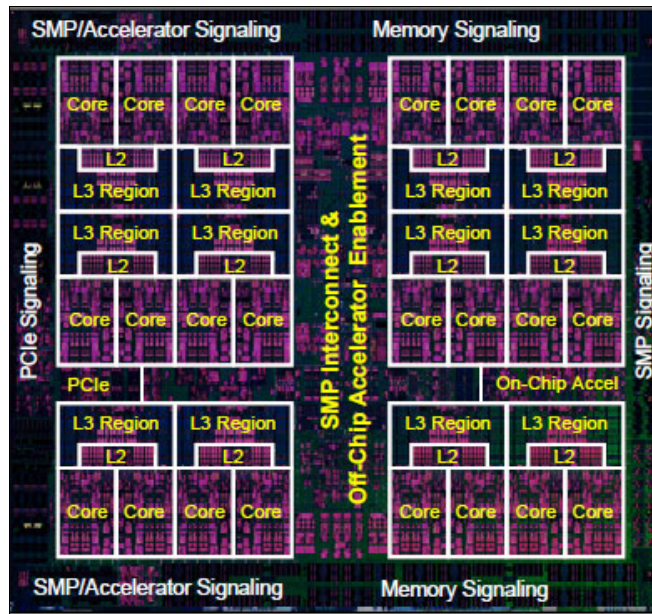 SMP/Accelerator Signaling Memory Signaling
Core Core Core Core Core Core Core Core
L2 L2 L2 L2
L3 Region L3 Region L3 Region L3 Region
L3 Region L3 Region L3 Region L3 Region
L2 L2 L2 L2
Core Core Core Core Core Core Core Core
PCIe Signaling
SMP Interconnect &
Off-Chip Accelerator Enablement
SMP Signaling
PCIe On-Chip Accel
L3 Region L3 Region L3 Region L3 Region
L2 L2 L2 L2
Core Core Core Core Core Core Core Core
SMP/Accelerator Signaling Memory Signaling